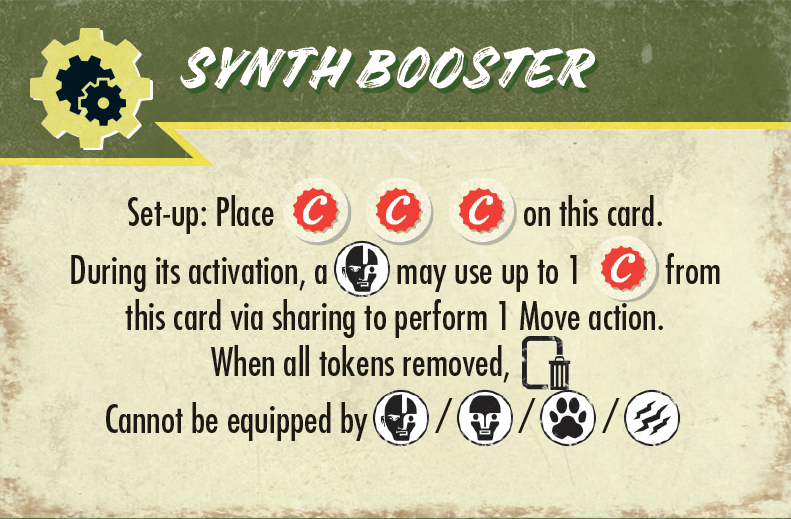 SYNTH BOOSTER
Set-up: Place C C C on this card.
During its activation, a may use up to 1 C from
this card via sharing to perform 1 Move action.
When all tokens removed,
Cannot be equipped by / / /